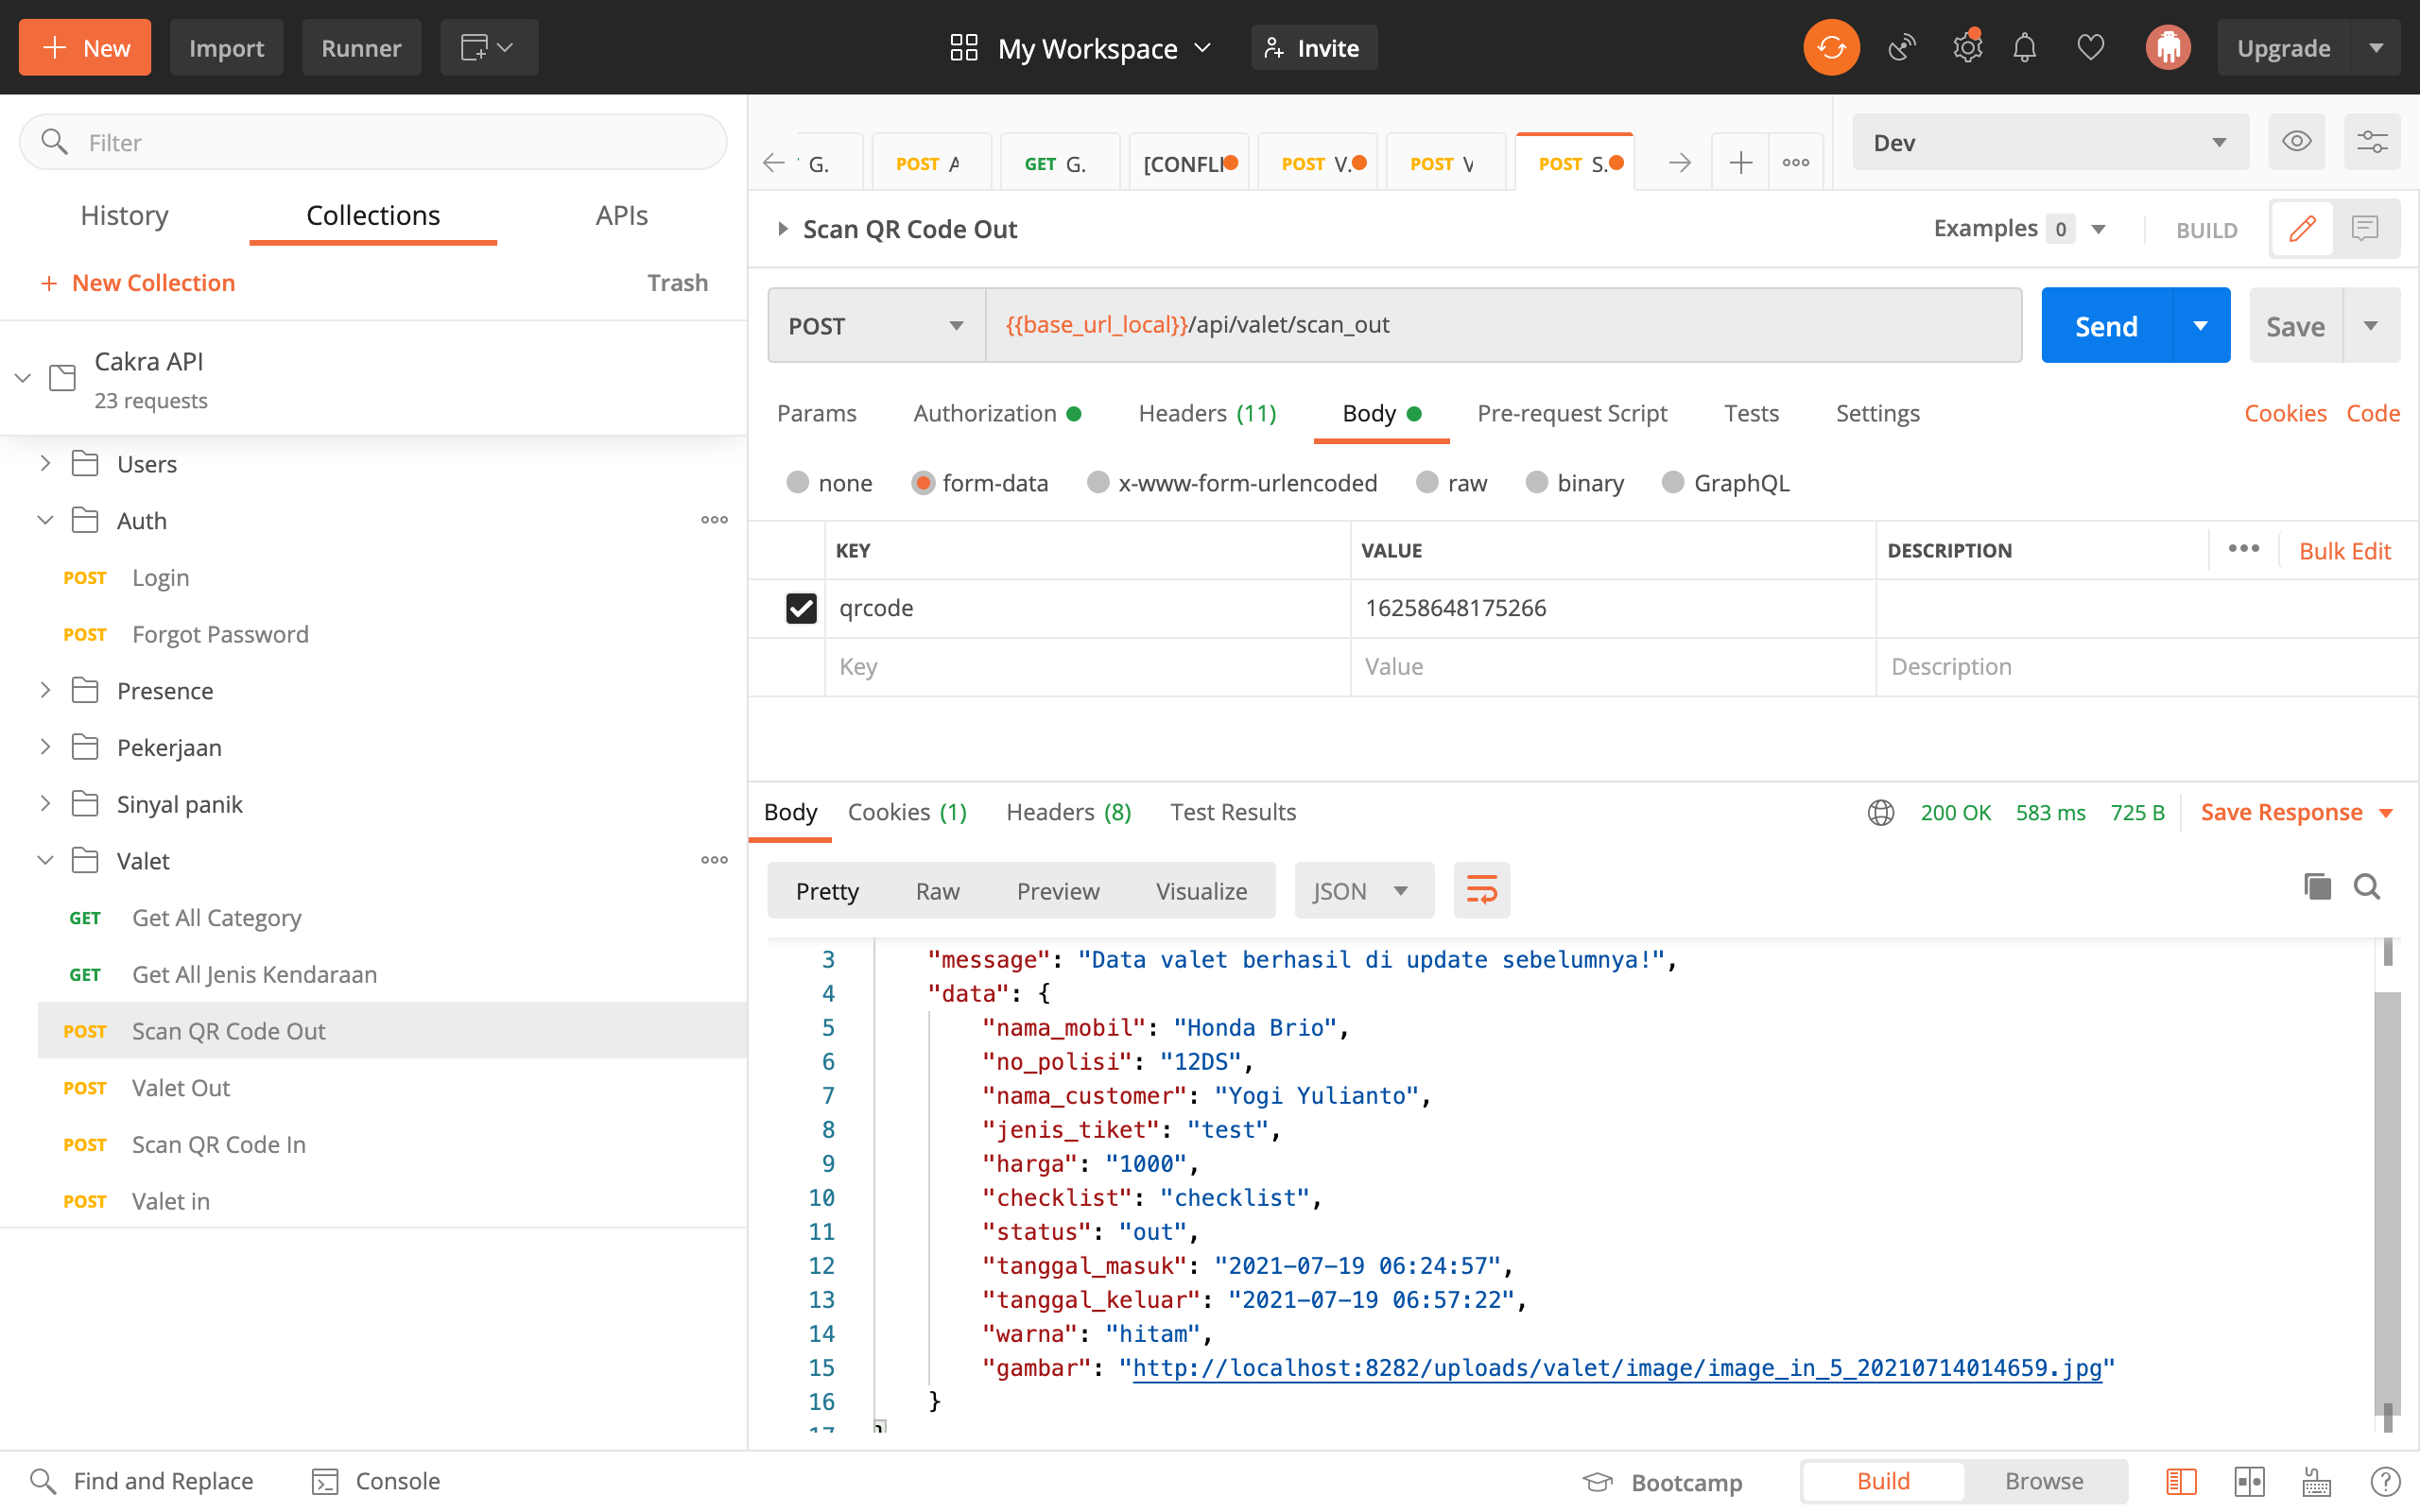 New Import Runner My Workspace Invite Upgrade
Filter
G. POST A GET G. [CONFLI POST V. POST V POST S. Dev
History Collections APIs
New Collection Trash
Cakra API
23 requests
Users
Auth
POST Login
POST Forgot Password
Presence
Pekerjaan
Sinyal panik
Valet
GET Get All Category
GET Get All Jenis Kendaraan
POST Scan QR Code Out
POST Valet Out
POST Scan QR Code In
POST Valet in
Scan QR Code Out Examples 0 BUILD
POST {{base_url_local}}/api/valet/scan_out Send Save
Params Authorization Headers (11) Body Pre-request Script Tests Settings Cookies Code
none form-data x-www-form-urlencoded raw binary GraphQL
KEY VALUE DESCRIPTION Bulk Edit
qrcode 16258648175266
Key Value Description
Body Cookies (1) Headers (8) Test Results 200 OK 583 ms 725 B Save Response
Pretty Raw Preview Visualize JSON
3 "message": "Data valet berhasil di update sebelumnya!",
4 "data": {
5 "nama_mobil": "Honda Brio",
6 "no_polisi": "12DS",
7 "nama_customer": "Yogi Yulianto",
8 "jenis_tiket": "test",
9 "harga": "1000",
10 "checklist": "checklist",
11 "status": "out",
12 "tanggal_masuk": "2021-07-19 06:24:57",
13 "tanggal_keluar": "2021-07-19 06:57:22",
14 "warna": "hitam",
15 "gambar": "http://localhost:8282/uploads/valet/image/image_in_5_20210714014659.jpg"
16 }
17 }
Find and Replace Console Bootcamp Build Browse